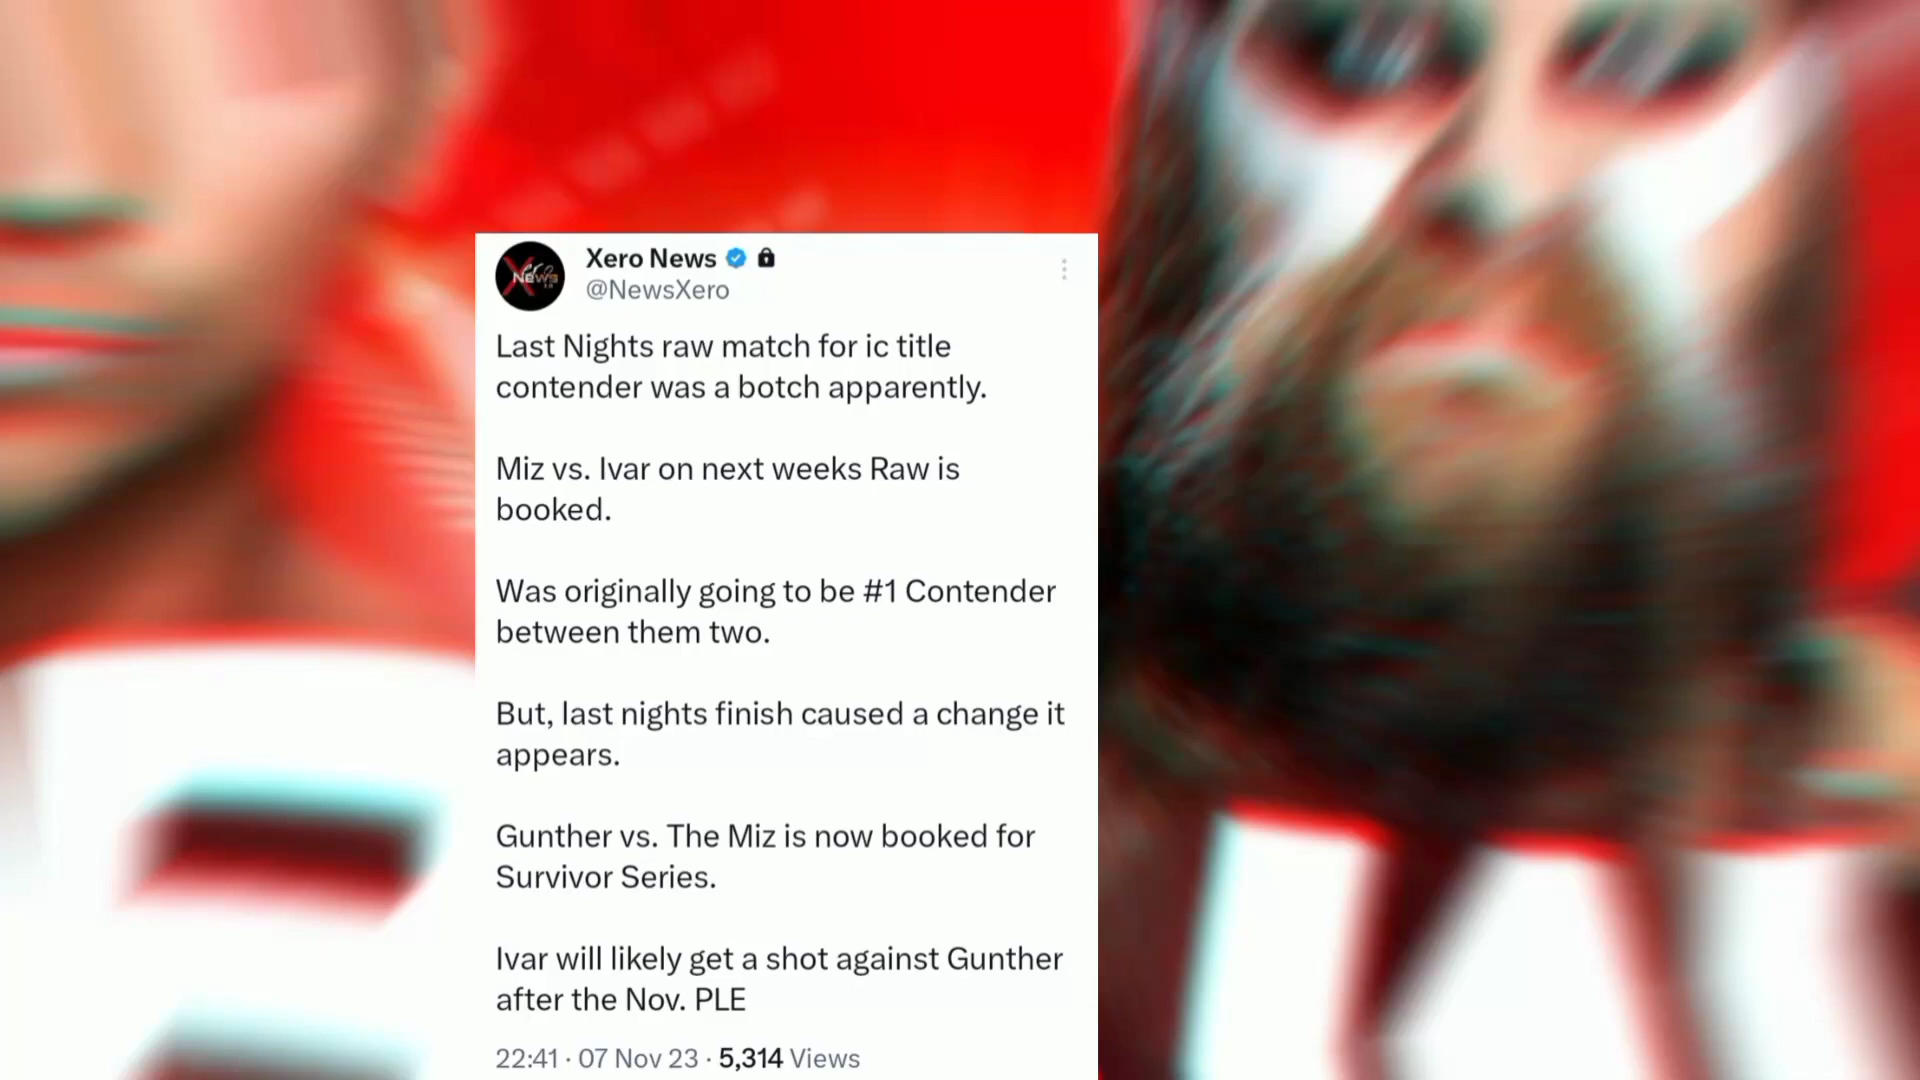 Xero News
@NewsXero
News
Last Nights raw match for ic title
contender was a botch apparently.
Miz vs. Ivar on next weeks Raw is
booked.
Was originally going to be #1 Contender
between them two.
But, last nights finish caused a change it
appears.
Gunther vs. The Miz is now booked for
Survivor Series.
Ivar will likely get a shot against Gunther
after the Nov. PLE
22:41 · 07 Nov 23 · 5,314 Views